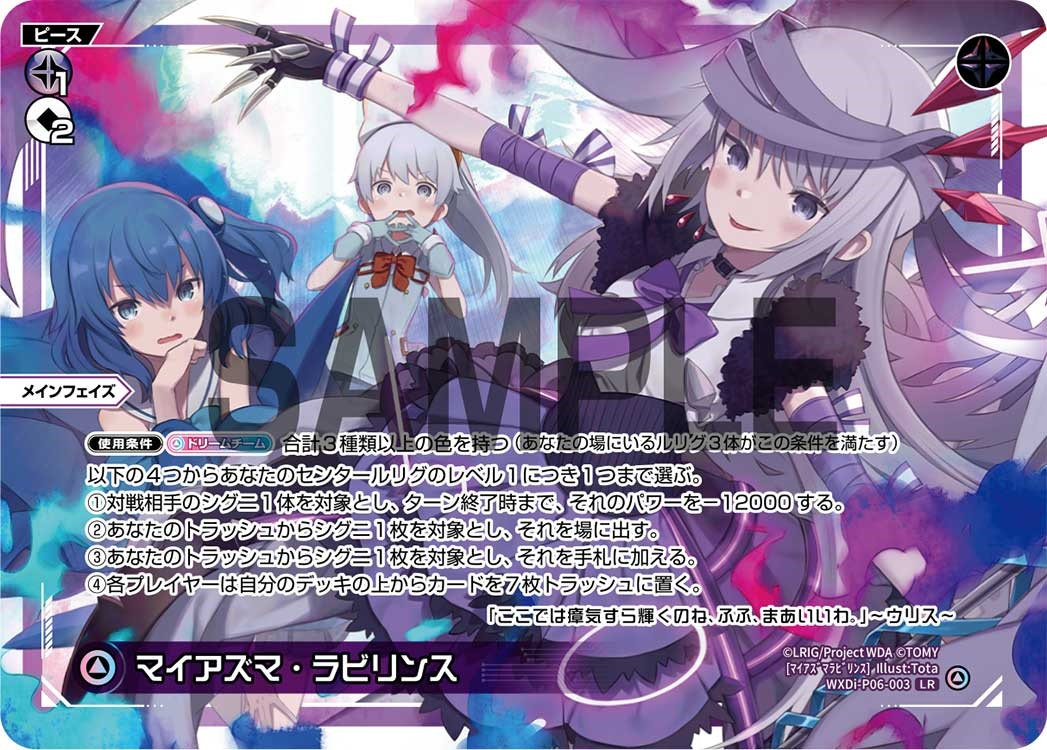 ピース
1
2
SAMPLE
メインフェイズ
使用条件 ドリームチーム 合計3種類以上の色を持つ(あなたの場にいるルリグ3体がこの条件を満たす)
以下の4つからあなたのセンタールリグのレベル1につき1つまで選ぶ。
①対戦相手のシグニ1体を対象とし、ターン終了時まで、それのパワーを-12000する。
②あなたのトラッシュからシグニ1枚を対象とし、それを場に出す。
③あなたのトラッシュからシグニ1枚を対象とし、それを手札に加える。
④各プレイヤーは自分のデッキの上からカードを7枚トラッシュに置く。
「ここでは瘴気すら輝くのね、ふふ、まあいいわ。」~ウリス~
マイアズマ・ラビリンス
©LRIG/Project WDA ©TOMY
[マイアズマラビリンス], Illust:Tota
WXDi-P06-003 LR